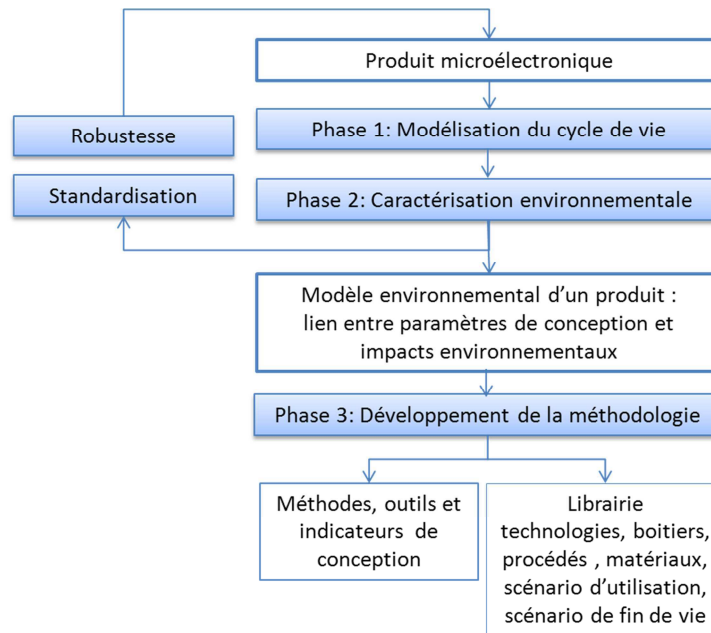 Produit microélectronique
Robustesse
Phase 1: Modélisation du cycle de vie
Standardisation
Phase 2: Caractérisation environnementale
Modèle environnemental d'un produit :
lien entre paramètres de conception et
impacts environnementaux
Phase 3: Développement de la méthodologie
Méthodes, outils et
indicateurs de
conception
Librairie
technologies, boitiers,
procédés , matériaux,
scénario d'utilisation,
scénario de fin de vie